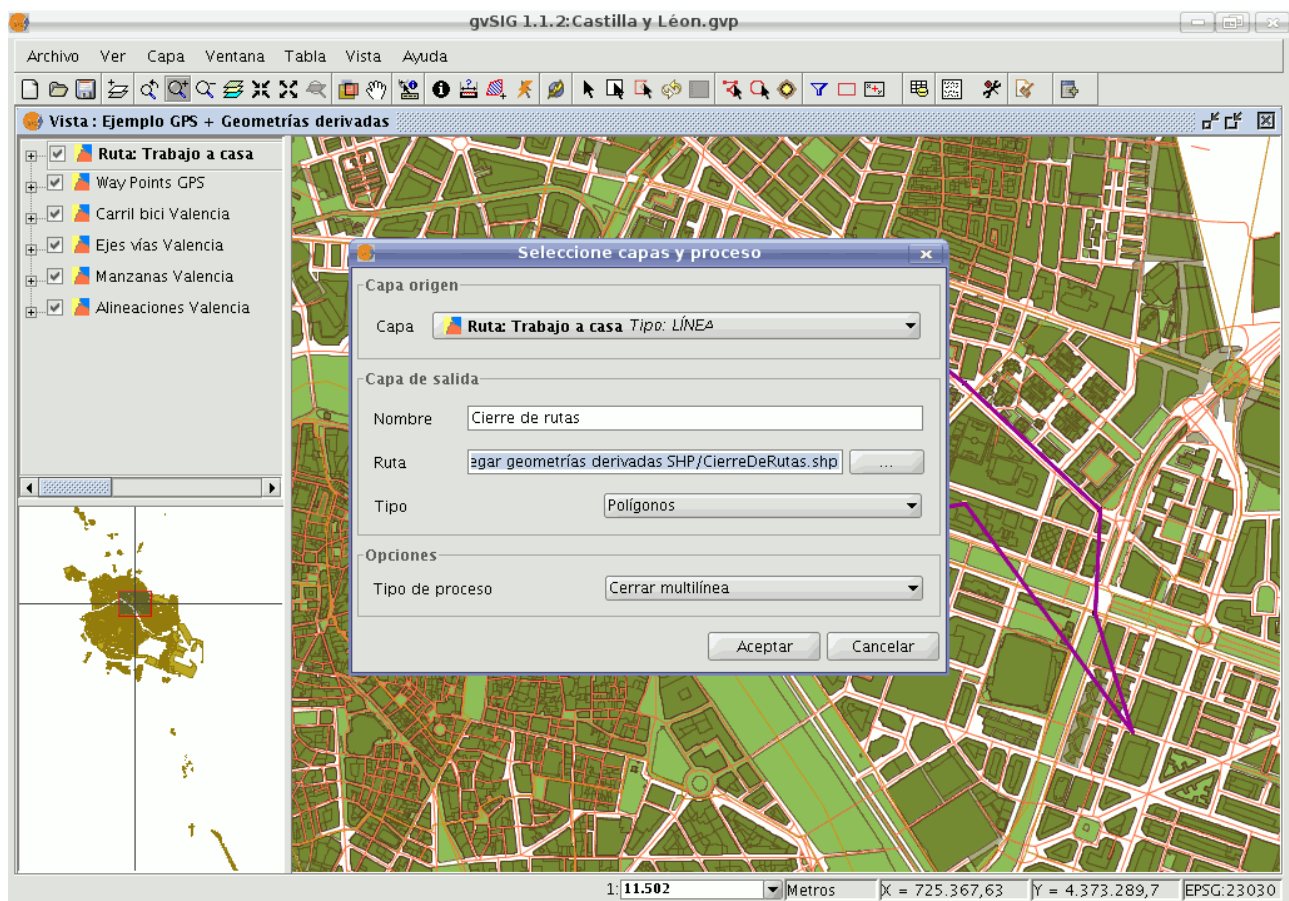 gvSIG 1.1.2:Castilla y Léon.gvp
Archivo Ver Capa Ventana Tabla Vista Ayuda
Vista : Ejemplo GPS + Geometrías derivadas
Ruta: Trabajo a casa
Way Points GPS
Carril bici Valencia
Ejes vías Valencia
Manzanas Valencia
Alineaciones Valencia
Seleccione capas y proceso
Capa origen
Capa Ruta: Trabajo a casa Tipo: LÍNEA
Capa de salida
Nombre Cierre de rutas
Ruta egar geometrías derivadas SHP/CierreDeRutas.shp ...
Tipo Polígonos
Opciones
Tipo de proceso Cerrar multilínea
Aceptar Cancelar
1: 11.502 Metros X = 725.367,63 Y = 4.373.289,7 EPSG:23030